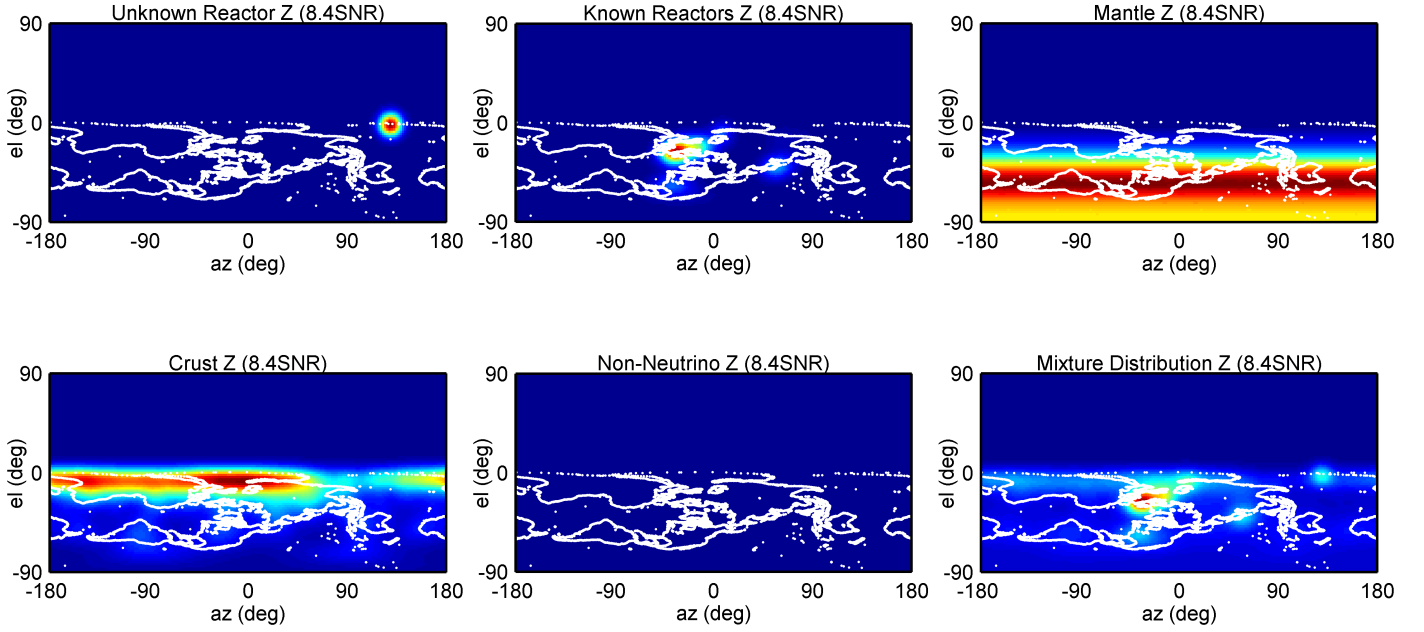 Unknown Reactor Z (8.4SNR)
90
0
-90
el (deg)
-180 -90 0 90 180
az (deg)
Known Reactors Z (8.4SNR)
90
0
-90
el (deg)
-180 -90 0 90 180
az (deg)
Mantle Z (8.4SNR)
90
0
-90
el (deg)
-180 -90 0 90 180
az (deg)
Crust Z (8.4SNR)
90
0
-90
el (deg)
-180 -90 0 90 180
az (deg)
Non-Neutrino Z (8.4SNR)
90
0
-90
el (deg)
-180 -90 0 90 180
az (deg)
Mixture Distribution Z (8.4SNR)
90
0
-90
el (deg)
-180 -90 0 90 180
az (deg)